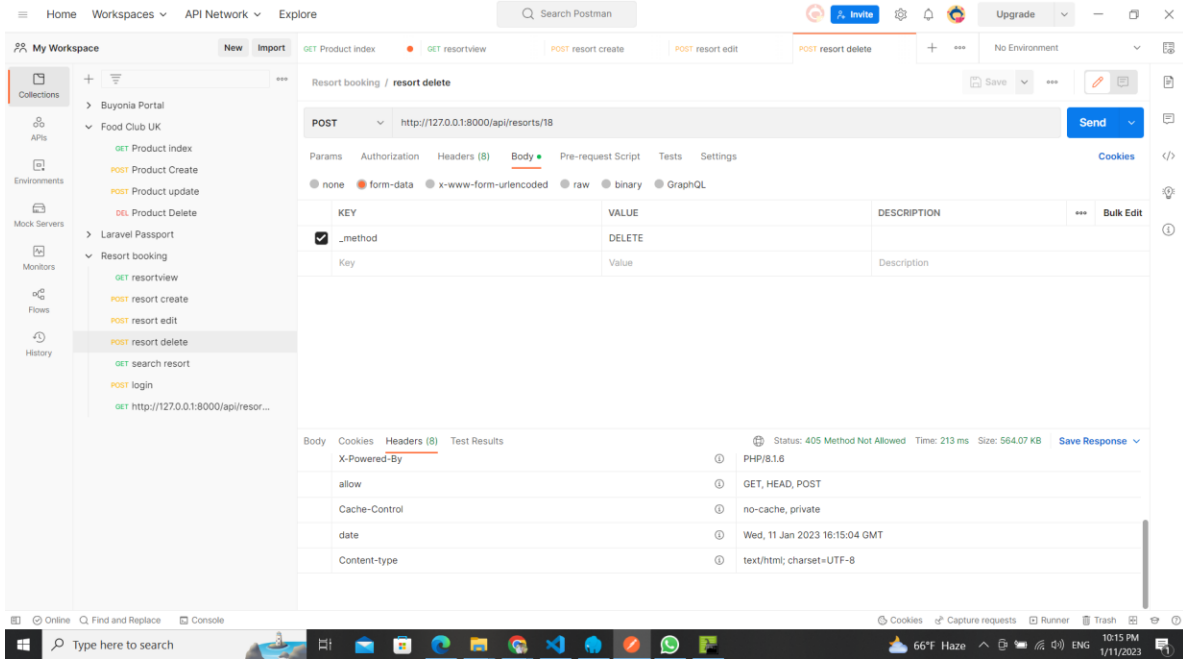 Home Workspaces API Network Explore Search Postman Invite Upgrade
My Workspace New Import GET Product index GET resortview POST resort create POST resort edit POST resort delete No Environment
Collections
APIs
Environments
Mock Servers
Monitors
Flows
History
Buyonia Portal
Food Club UK
GET Product index
POST Product Create
POST Product update
DEL Product Delete
Laravel Passport
Resort booking
GET resortview
POST resort create
POST resort edit
POST resort delete
GET search resort
POST login
GET http://127.0.0.1:8000/api/resor...
Resort booking / resort delete Save
POST http://127.0.0.1:8000/api/resorts/18 Send
Params Authorization Headers (8) Body Pre-request Script Tests Settings Cookies
none form-data x-www-form-urlencoded raw binary GraphQL
KEY VALUE DESCRIPTION Bulk Edit
_method DELETE
Key Value Description
Body Cookies Headers (8) Test Results Status: 405 Method Not Allowed Time: 213 ms Size: 564.07 KB Save Response
X-Powered-By PHP/8.1.6
allow GET, HEAD, POST
Cache-Control no-cache, private
date Wed, 11 Jan 2023 16:15:04 GMT
Content-type text/html; charset=UTF-8
Online Find and Replace Console Cookies Capture requests Runner Trash
Type here to search 66°F Haze ENG 10:15 PM
1/11/2023